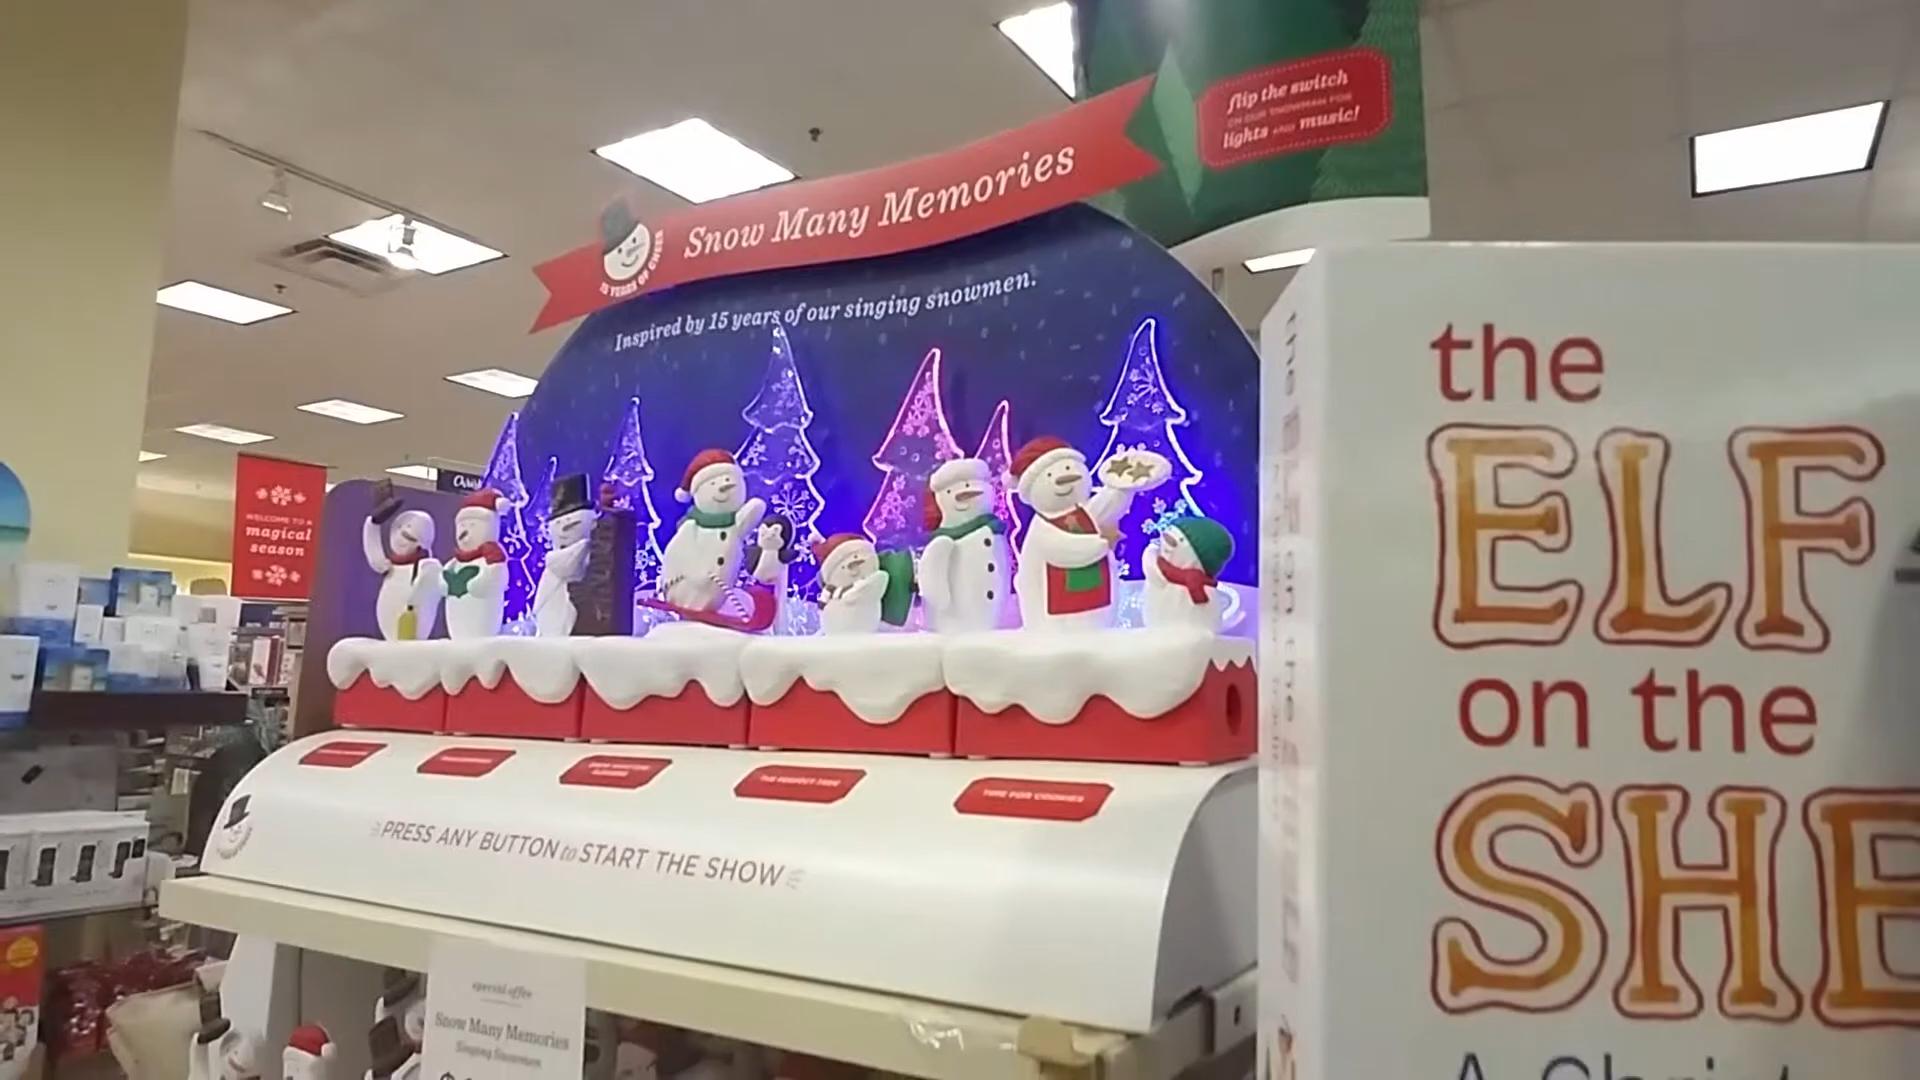 flip the switch
ON OUR SNOWMAN FOR
lights AND music!
Snow Many Memories
15 YEARS OF CHEER
Inspired by 15 years of our singing snowmen.
WELCOME TO A
magical
season
THE PERFECT TREE
TIME FOR COOKIES
PRESS ANY BUTTON to START THE SHOW
special offer
Snow Many Memories
Singing Snowmen
the
ELF
on the
SHE
A Christ